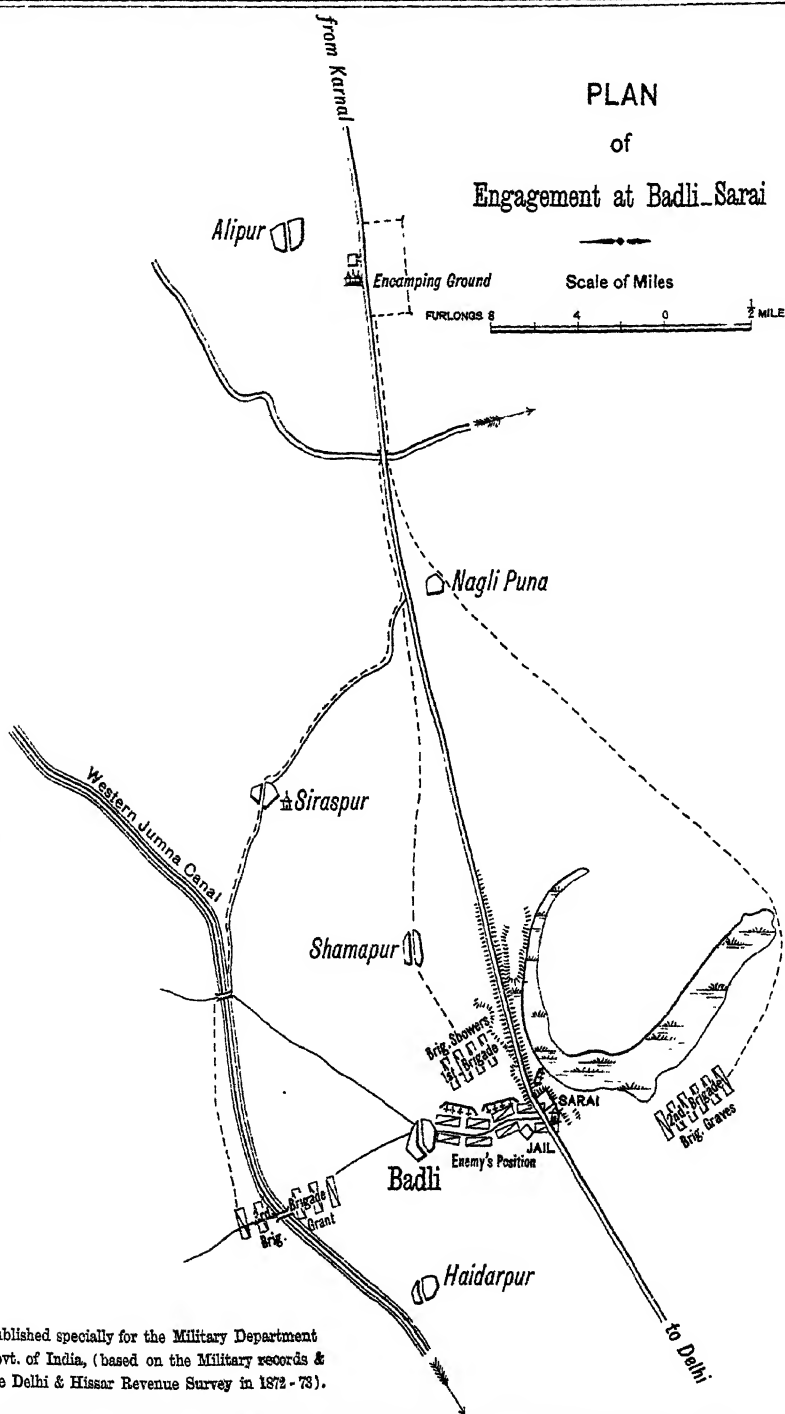 from Karnal
PLAN
of
Engagement at Badli-Sarai
Scale of Miles
FURLONGS 8 4 0 ½ MILE
Alipur
Encamping Ground
Nagli Puna
Siraspur
Western Jumna Canal
Shamapur
Brig. Showers
1st. Brigade
SARAI
2nd. Brigade
Brig. Graves
JAIL
Enemy's Position
Badli
3rd. Brigade
Brig. Grant
Haidarpur
to Delhi
ublished specially for the Military Department
ovt. of India, (based on the Military records &
e Delhi & Hissar Revenue Survey in 1872-73).